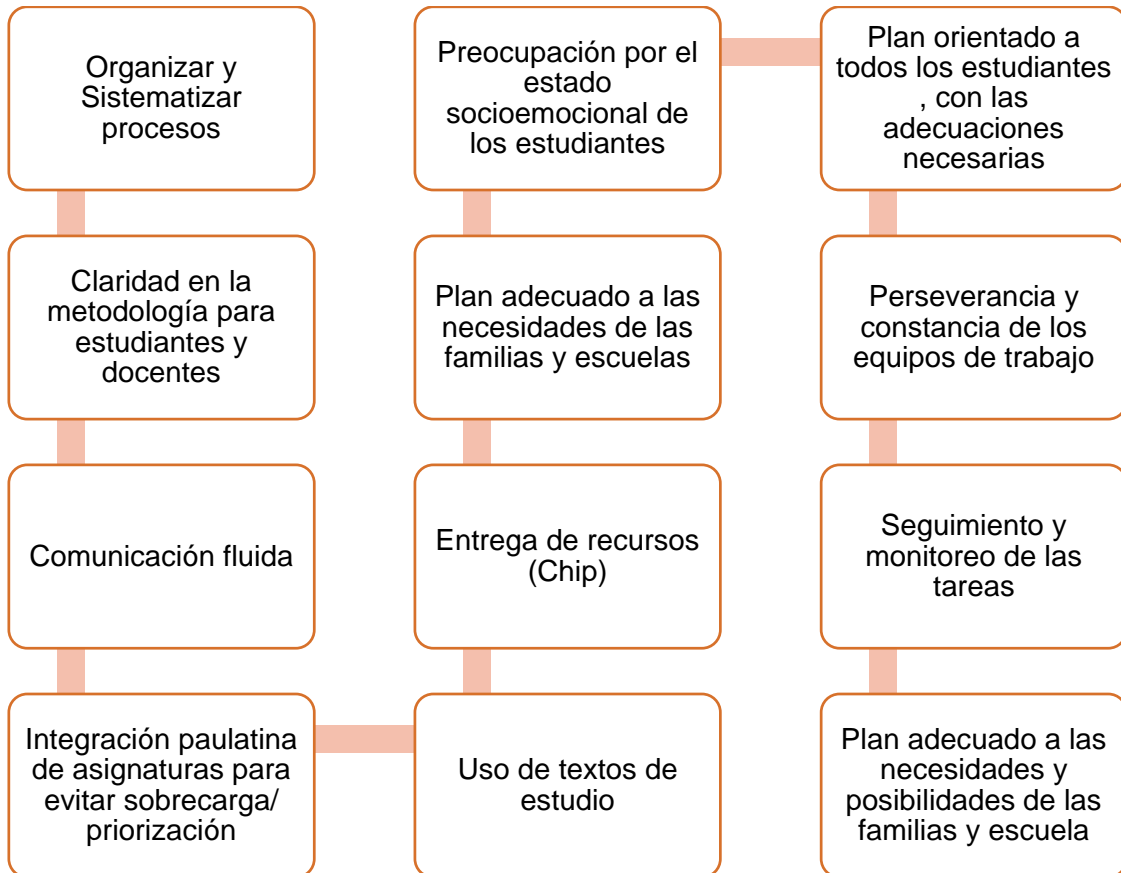 Organizar y
Sistematizar
procesos
Claridad en la
metodología para
estudiantes y
docentes
Comunicación fluida
Integración paulatina
de asignaturas para
evitar sobrecarga/
priorización
Uso de textos de
estudio
Entrega de recursos
(Chip)
Plan adecuado a las
necesidades de las
familias y escuelas
Preocupación por el
estado
socioemocional de
los estudiantes
Plan orientado a
todos los estudiantes
, con las
adecuaciones
necesarias
Perseverancia y
constancia de los
equipos de trabajo
Seguimiento y
monitoreo de las
tareas
Plan adecuado a las
necesidades y
posibilidades de las
familias y escuela